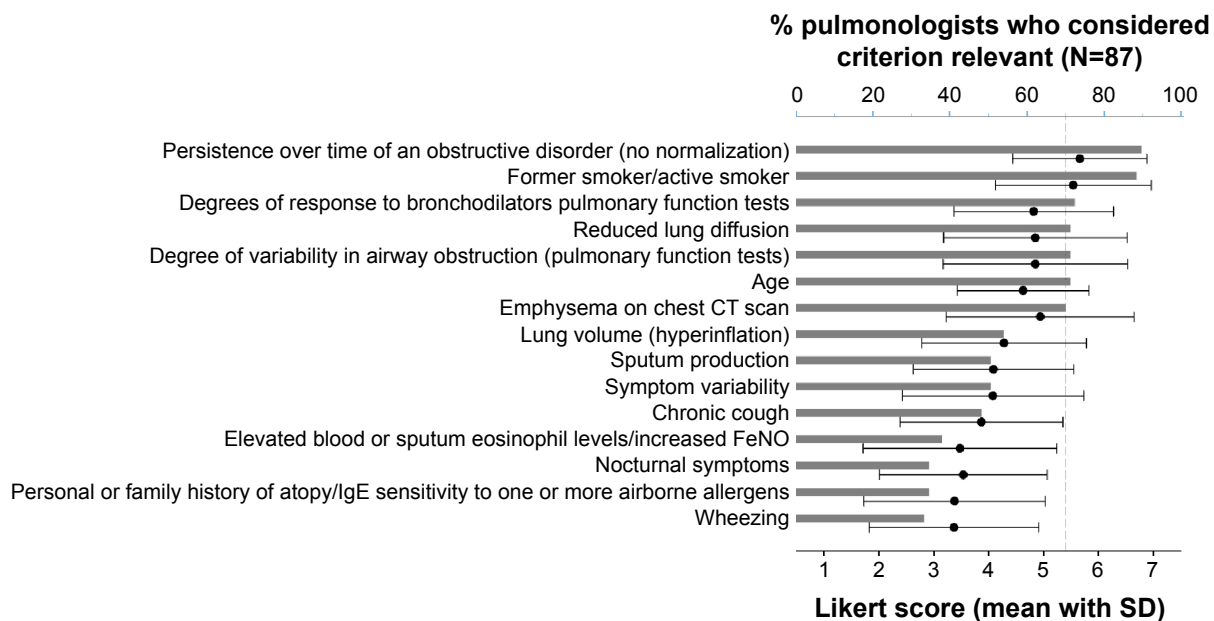 % pulmonologists who considered
criterion relevant (N=87)
0 20 40 60 80 100
Persistence over time of an obstructive disorder (no normalization)
Former smoker/active smoker
Degrees of response to bronchodilators pulmonary function tests
Reduced lung diffusion
Degree of variability in airway obstruction (pulmonary function tests)
Age
Emphysema on chest CT scan
Lung volume (hyperinflation)
Sputum production
Symptom variability
Chronic cough
Elevated blood or sputum eosinophil levels/increased FeNO
Nocturnal symptoms
Personal or family history of atopy/IgE sensitivity to one or more airborne allergens
Wheezing
1 2 3 4 5 6 7
Likert score (mean with SD)